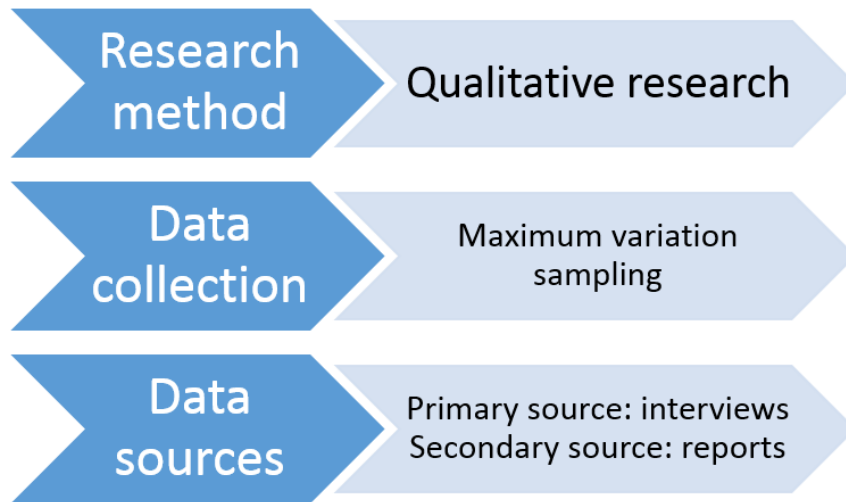 Research
method
Qualitative research
Data
collection
Maximum variation
sampling
Data
sources
Primary source: interviews
Secondary source: reports